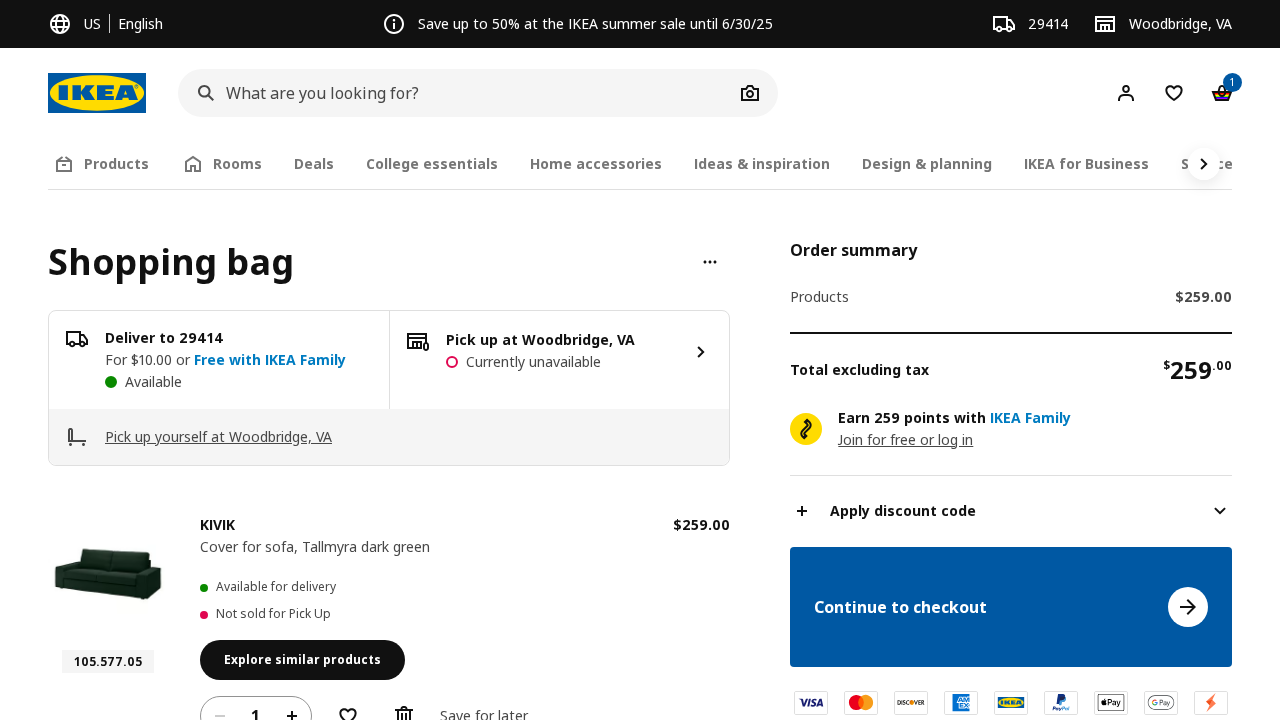 US English
Save up to 50% at the IKEA summer sale until 6/30/25
29414
Woodbridge, VA
IKEA
What are you looking for?
1
Products
Rooms
Deals
College essentials
Home accessories
Ideas & inspiration
Design & planning
IKEA for Business
Shopping bag
Deliver to 29414
For $10.00 or Free with IKEA Family
Available
Pick up at Woodbridge, VA
Currently unavailable
Pick up yourself at Woodbridge, VA
KIVIK
$259.00
Cover for sofa, Tallmyra dark green
Available for delivery
Not sold for Pick Up
105.577.05
Explore similar products
1
Save for later
Order summary
Products
$259.00
Total excluding tax
$259.00
Earn 259 points with IKEA Family
Join for free or log in
Apply discount code
Continue to checkout
VISA
DISCOVER
AMEX
IKEA
PayPal
Pay
G Pay